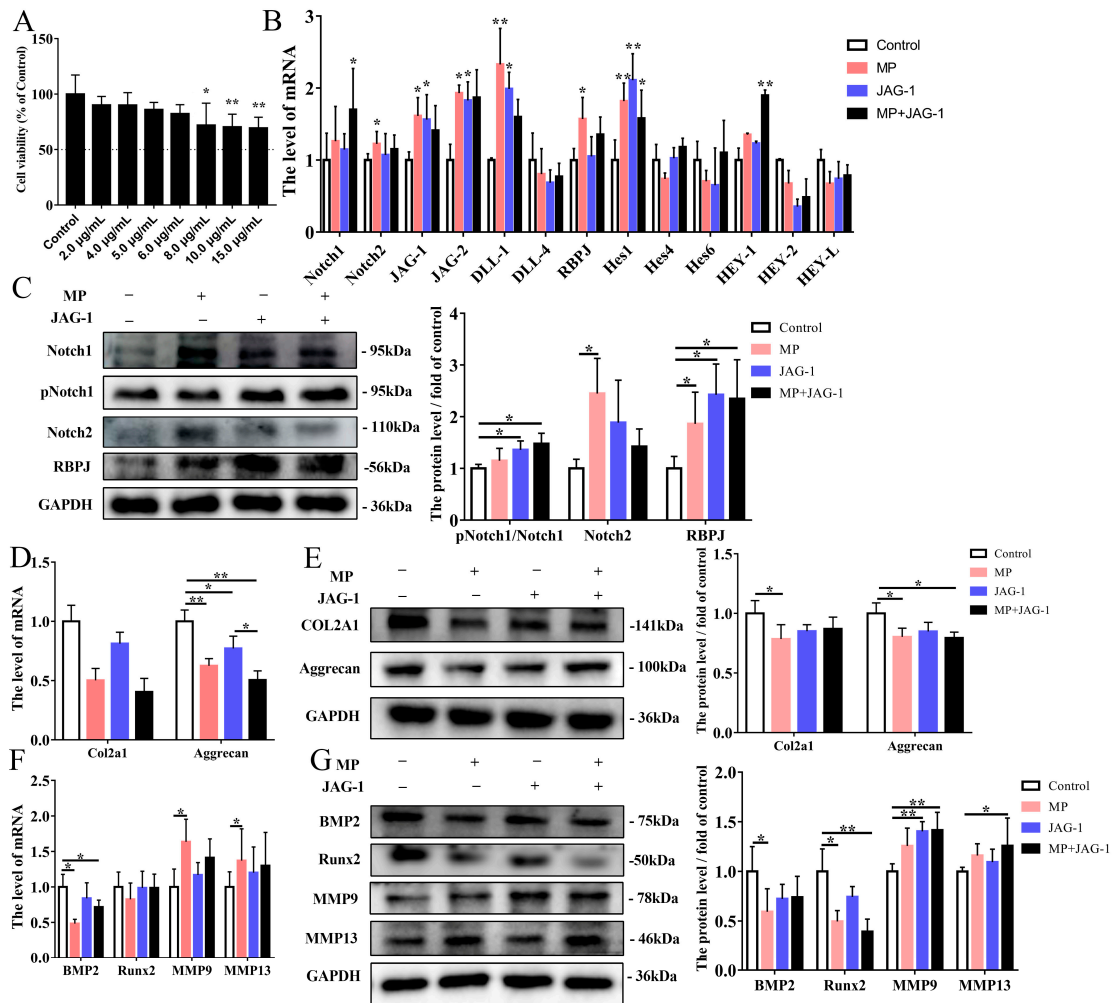 A
Cell viability (% of Control)
150
100
50
0
*
**
**
Control
2.0 μg/mL
4.0 μg/mL
5.0 μg/mL
6.0 μg/mL
8.0 μg/mL
10.0 μg/mL
15.0 μg/mL
B
The level of mRNA
3
2
1
0
*
*
*
*
*
*
*
**
*
*
**
**
*
**
Control
MP
JAG-1
MP+JAG-1
Notch1
Notch2
JAG-1
JAG-2
DLL-1
DLL-4
RBPJ
Hes1
Hes4
Hes6
HEY-1
HEY-2
HEY-L
C
MP – + – +
JAG-1 – – + +
Notch1 - 95kDa
pNotch1 - 95kDa
Notch2 -110kDa
RBPJ -56kDa
GAPDH - 36kDa
The protein level / fold of control
4
3
2
1
0
*
*
*
*
*
*
Control
MP
JAG-1
MP+JAG-1
pNotch1/Notch1
Notch2
RBPJ
D
The level of mRNA
1.5
1.0
0.5
0.0
**
*
**
*
Col2a1
Aggrecan
Control
MP
JAG-1
MP+JAG-1
E
MP – + – +
JAG-1 – – + +
COL2A1 -141kDa
Aggrecan - 100kDa
GAPDH - 36kDa
The protein level / fold of control
1.5
1.0
0.5
0.0
*
*
*
Col2a1
Aggrecan
Control
MP
JAG-1
MP+JAG-1
F
The level of mRNA
2.5
2.0
1.5
1.0
0.5
0.0
*
*
*
*
BMP2
Runx2
MMP9
MMP13
G
MP – + – +
JAG-1 – – + +
BMP2 - 75kDa
Runx2 -50kDa
MMP9 - 78kDa
MMP13 - 46kDa
GAPDH - 36kDa
The protein level / fold of control
2.0
1.5
1.0
0.5
0.0
*
**
*
**
**
*
BMP2
Runx2
MMP9
MMP13
Control
MP
JAG-1
MP+JAG-1